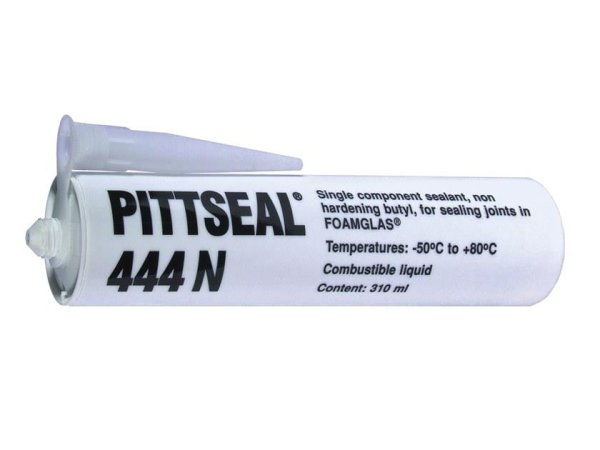 PITTSEAL®
444 N
Single component sealant, non
hardening butyl, for sealing joints in
FOAMGLAS®
Temperatures: -50ºC to +80ºC
Combustible liquid
Content: 310 ml